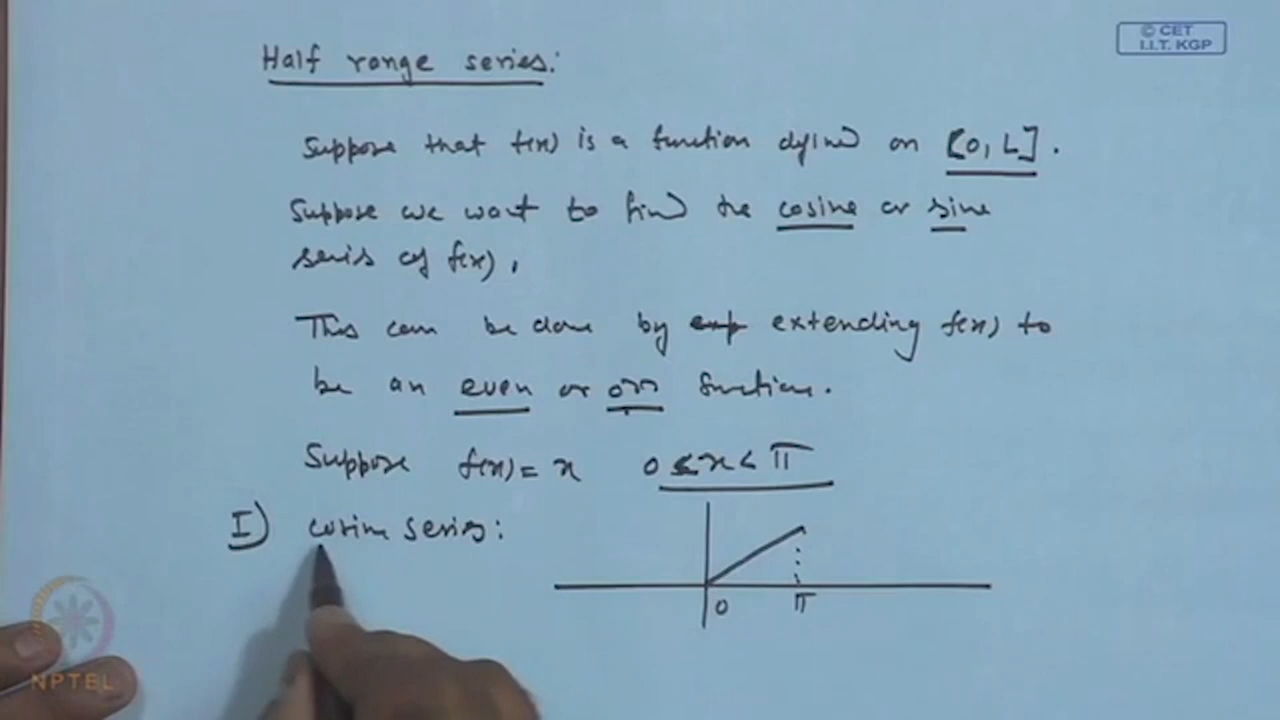 © CET
I.I.T. KGP
Half range series:
Suppose that f(x) is a function defined on [0, L].
Suppose we want to find the cosine or sine
series of f(x),
This can be done by exp extending f(x) to
be an even or odd function.
Suppose f(x) = x 0 ≤ x < π
I) cosine series:
0 π
NPTEL